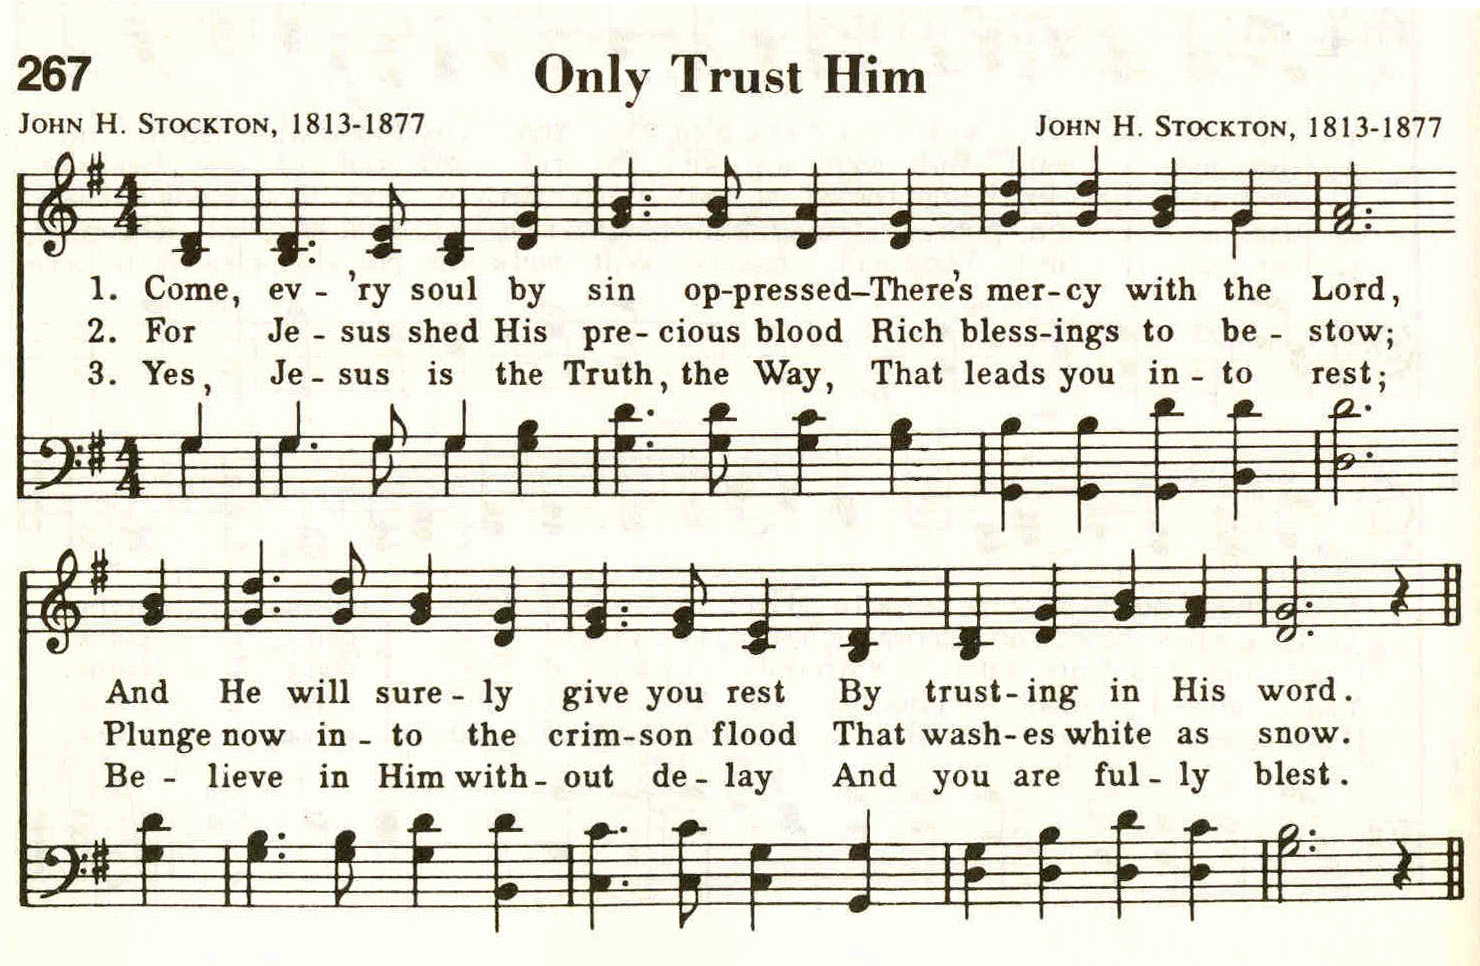 267
Only Trust Him
JOHN H. STOCKTON, 1813-1877
JOHN H. STOCKTON, 1813-1877
4
4
1. Come, ev - 'ry soul by sin op-pressed–There's mer-cy with the Lord,
2. For Je - sus shed His pre - cious blood Rich bless-ings to be - stow;
3. Yes, Je - sus is the Truth, the Way, That leads you in - to rest;
4
4
And He will sure - ly give you rest By trust - ing in His word.
Plunge now in - to the crim-son flood That wash - es white as snow.
Be - lieve in Him with - out de - lay And you are ful - ly blest.